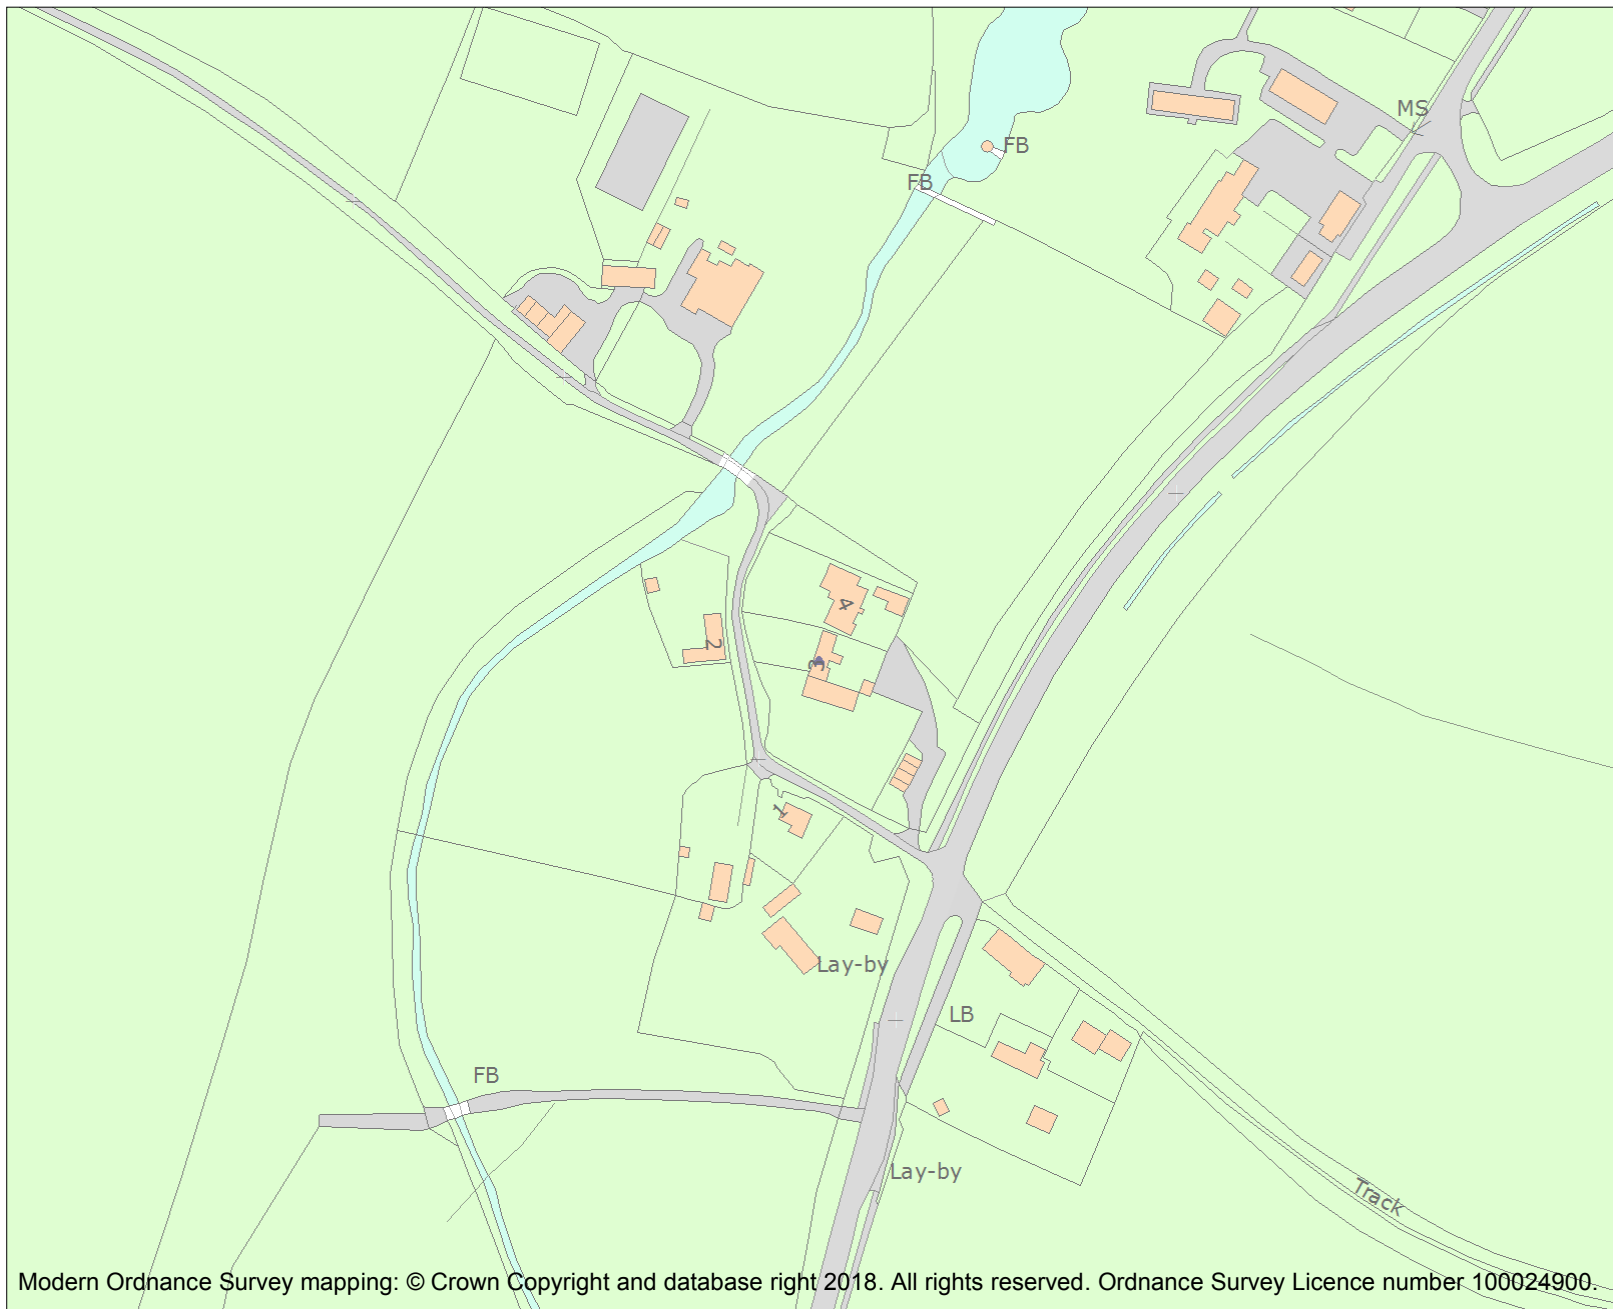 MS
FB
FB
4
2
3
1
Lay-by
LB
FB
Lay-by
Track
Modern Ordnance Survey mapping: © Crown Copyright and database right 2018. All rights reserved. Ordnance Survey Licence number 100024900.